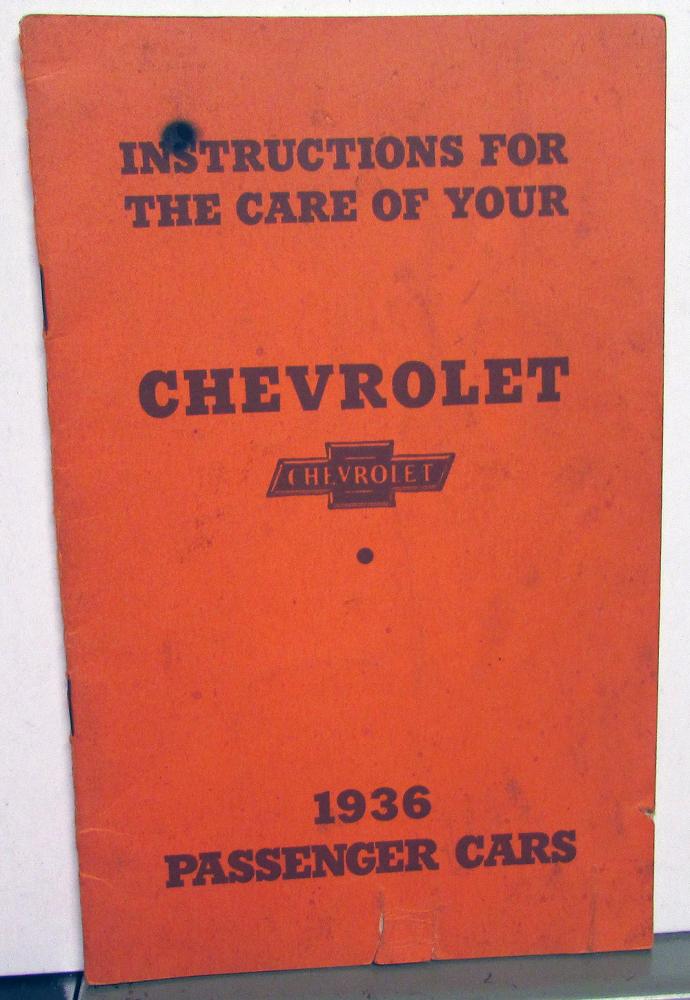 INSTRUCTIONS FOR
THE CARE OF YOUR
CHEVROLET
CHEVROLET
1936
PASSENGER CARS